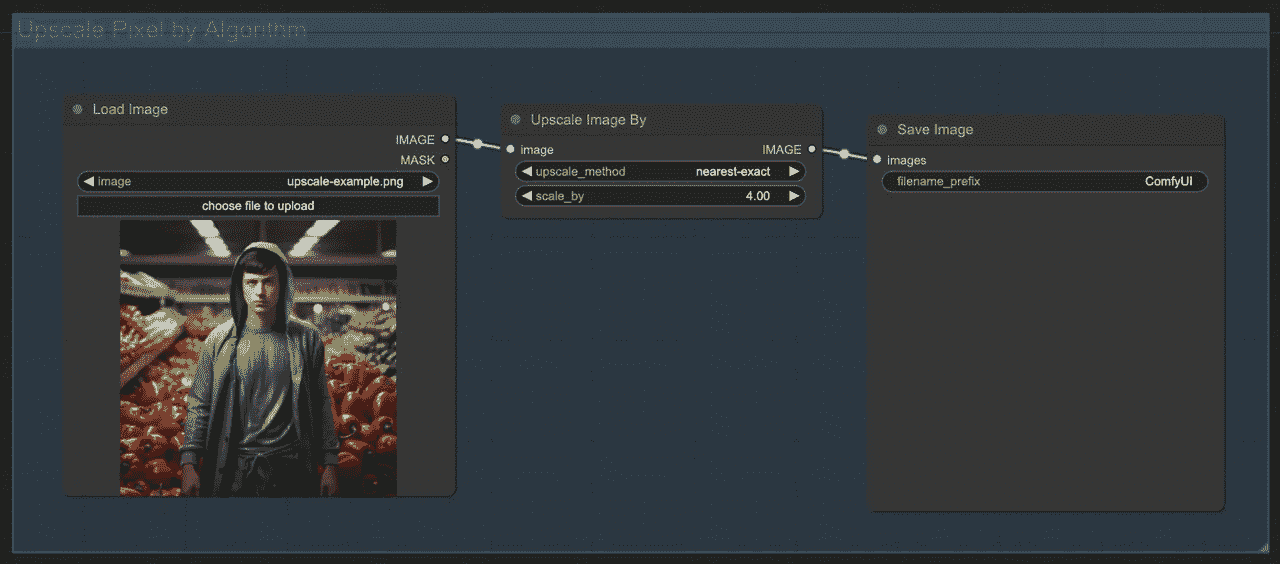 Upscale Pixel by Algorithm
Load Image
IMAGE
MASK
image upscale-example.png
choose file to upload
Upscale Image By
image IMAGE
upscale_method nearest-exact
scale_by 4.00
Save Image
images
filename_prefix ComfyUI